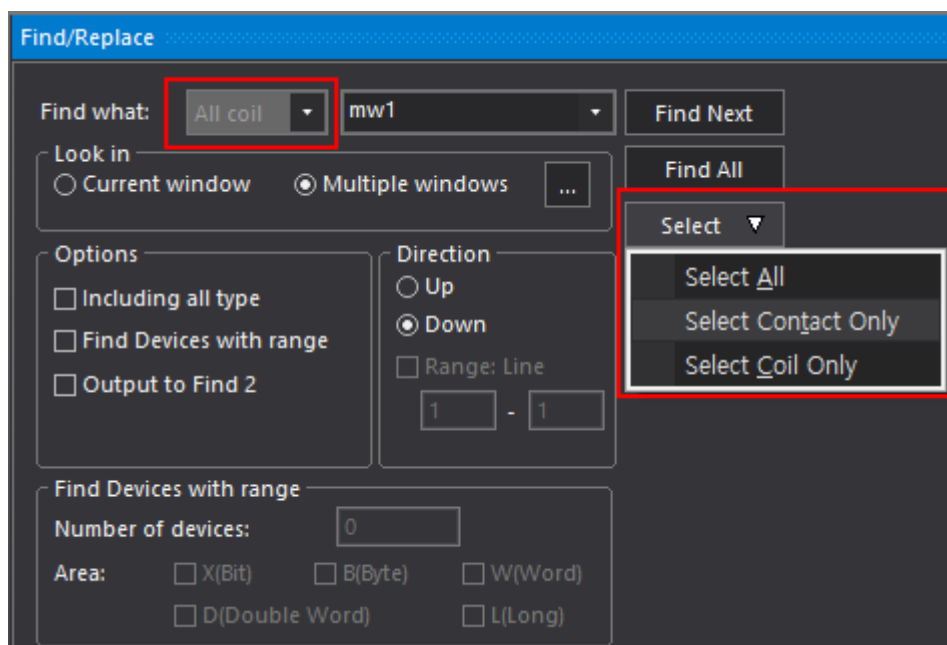 Find/Replace
Find what: All coil mw1 Find Next
Look in
Current window Multiple windows ... Find All
Select
Select All
Select Contact Only
Select Coil Only
Options
Including all type
Find Devices with range
Output to Find 2
Direction
Up
Down
Range: Line
1 - 1
Find Devices with range
Number of devices: 0
Area: X(Bit) B(Byte) W(Word)
D(Double Word) L(Long)